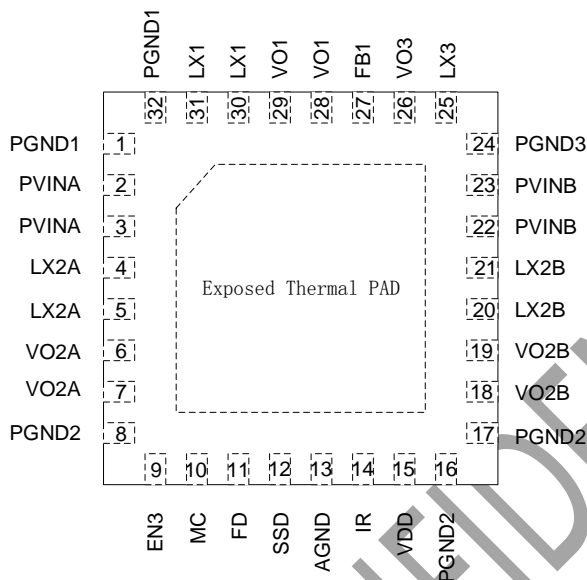 PGND1 LX1 LX1 VO1 VO1 FB1 VO3 LX3
32 31 30 29 28 27 26 25
PGND1 1 24 PGND3
PVINA 2 23 PVINB
PVINA 3 22 PVINB
LX2A 4 21 LX2B
Exposed Thermal PAD
LX2A 5 20 LX2B
VO2A 6 19 VO2B
VO2A 7 18 VO2B
PGND2 8 17 PGND2
9 10 11 12 13 14 15 16
EN3 MC FD SSD AGND IR VDD PGND2